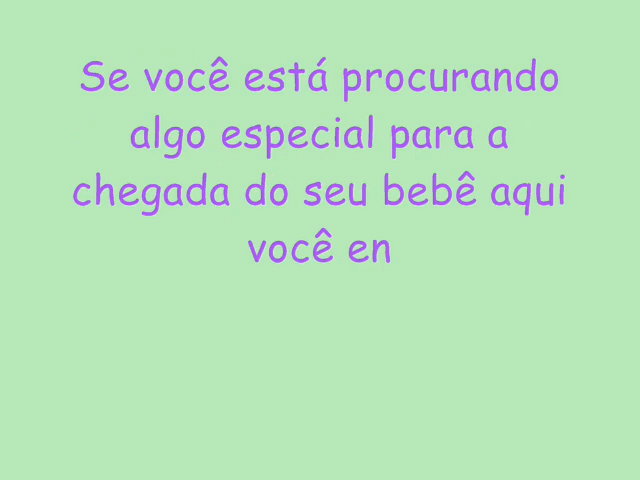 Se você está procurando
algo especial para a
chegada do seu bebê aqui
você en